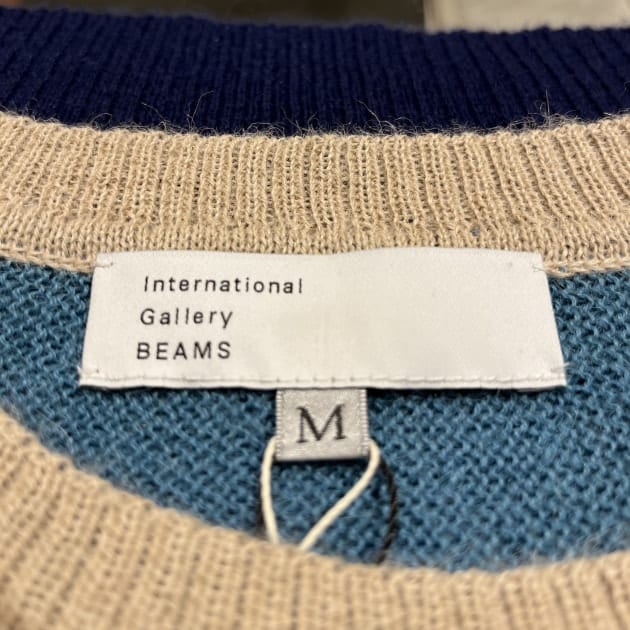 International
Gallery
BEAMS
M